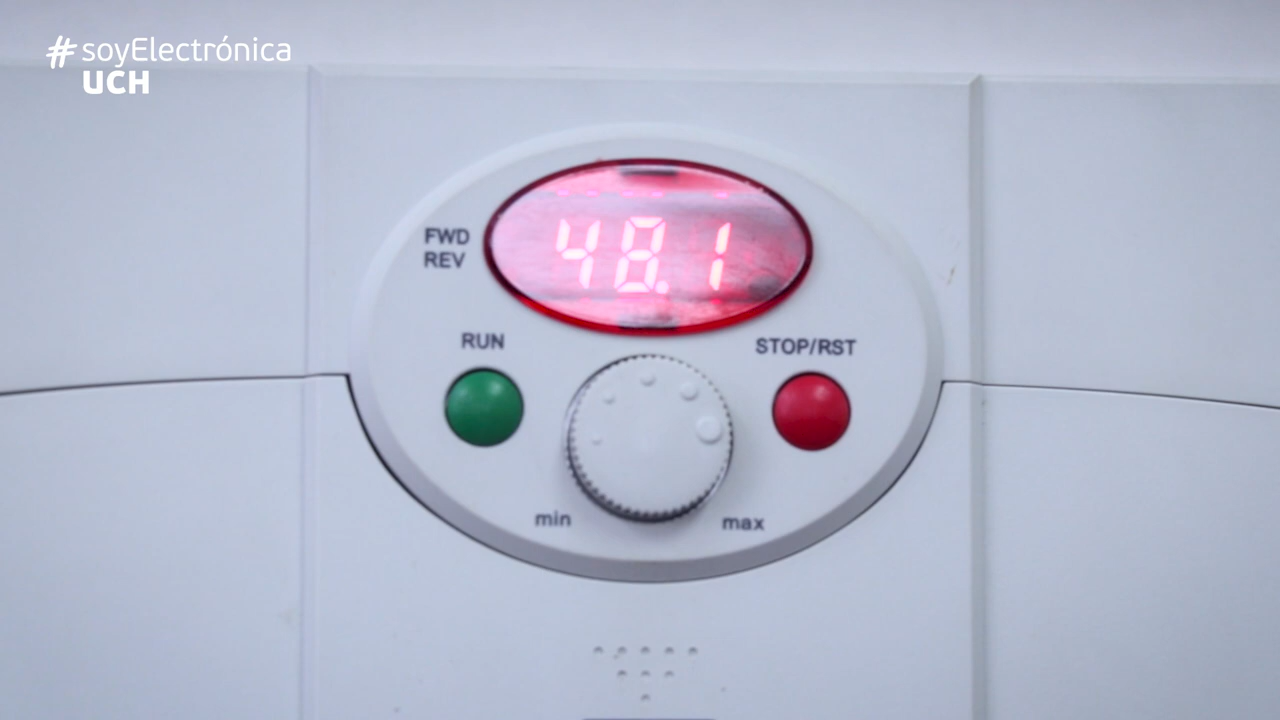 #soyElectrónica
UCH
48.1
FWD
REV
RUN
STOP/RST
min
max